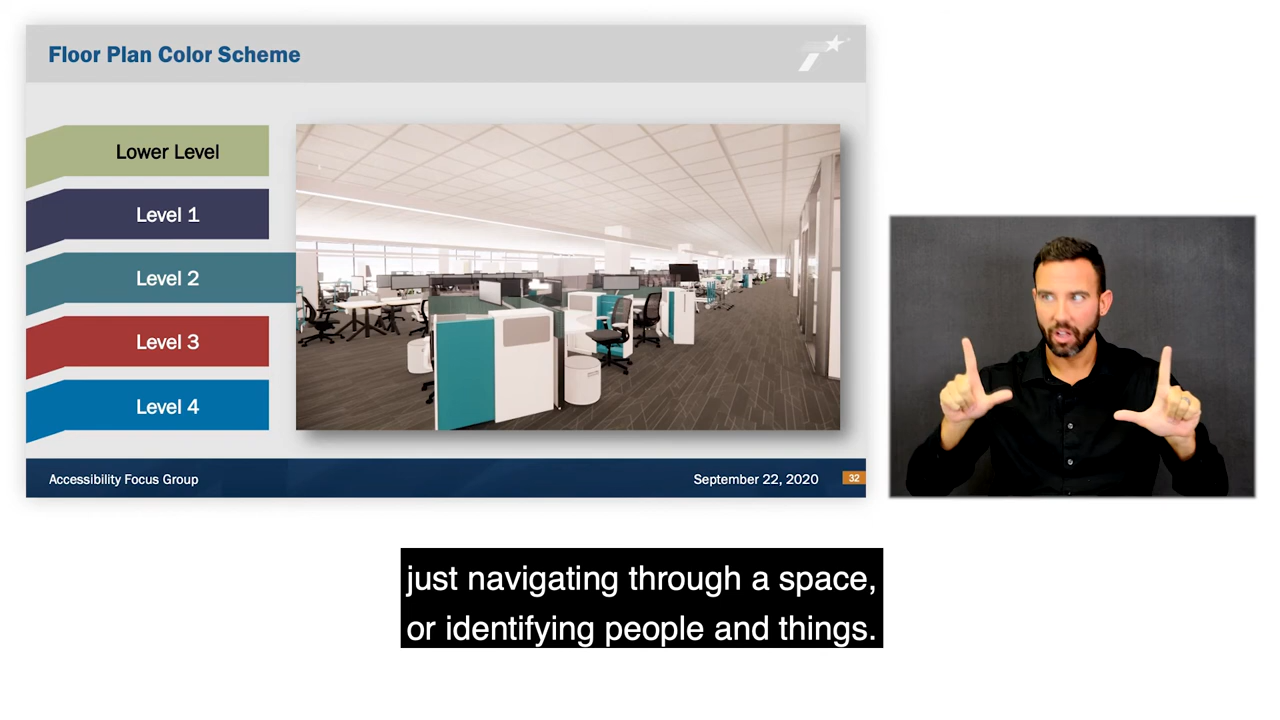 Floor Plan Color Scheme
Lower Level
Level 1
Level 2
Level 3
Level 4
Accessibility Focus Group
September 22, 2020
32
just navigating through a space,
or identifying people and things.